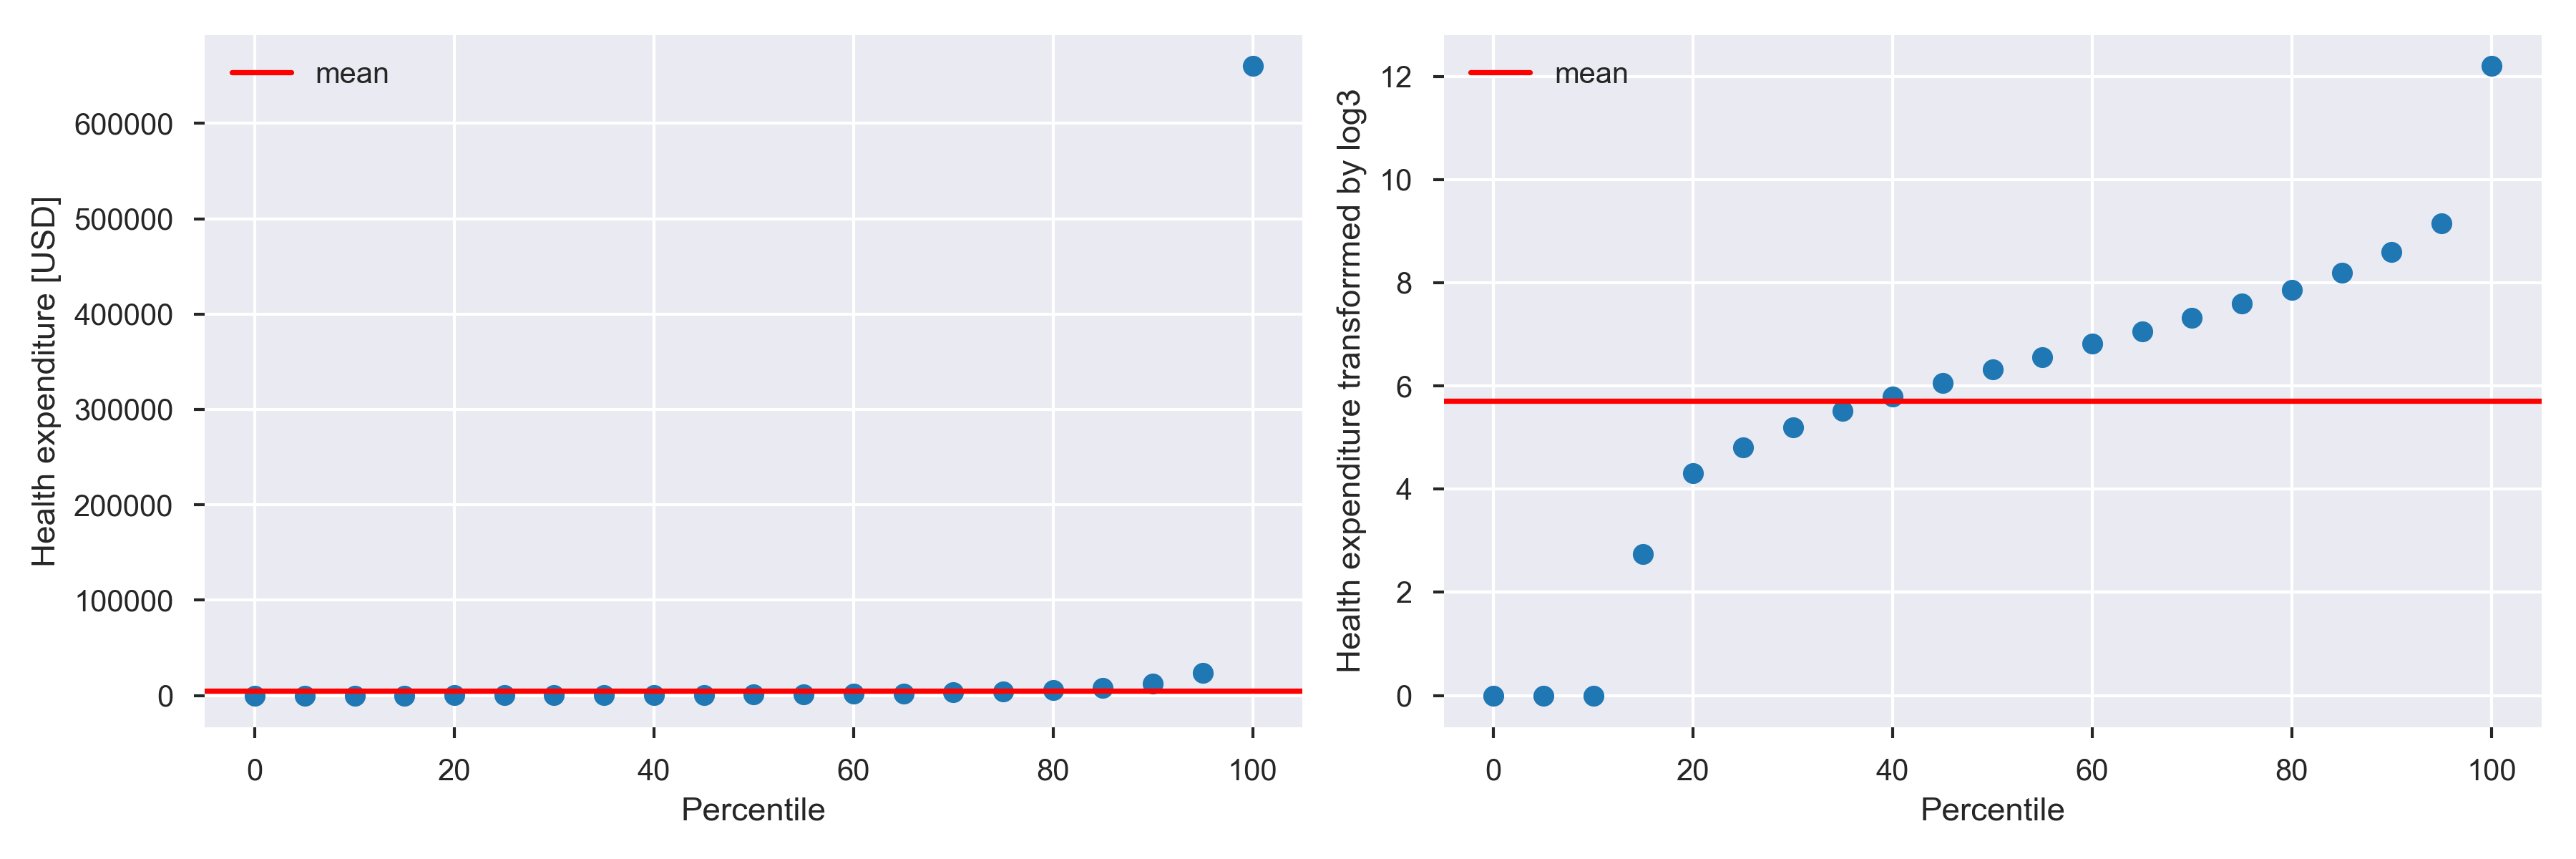 mean
600000
500000
400000
300000
200000
100000
0
Health expenditure [USD]
0 20 40 60 80 100
Percentile
mean
12
10
8
6
4
2
0
Health expenditure transformed by log3
0 20 40 60 80 100
Percentile